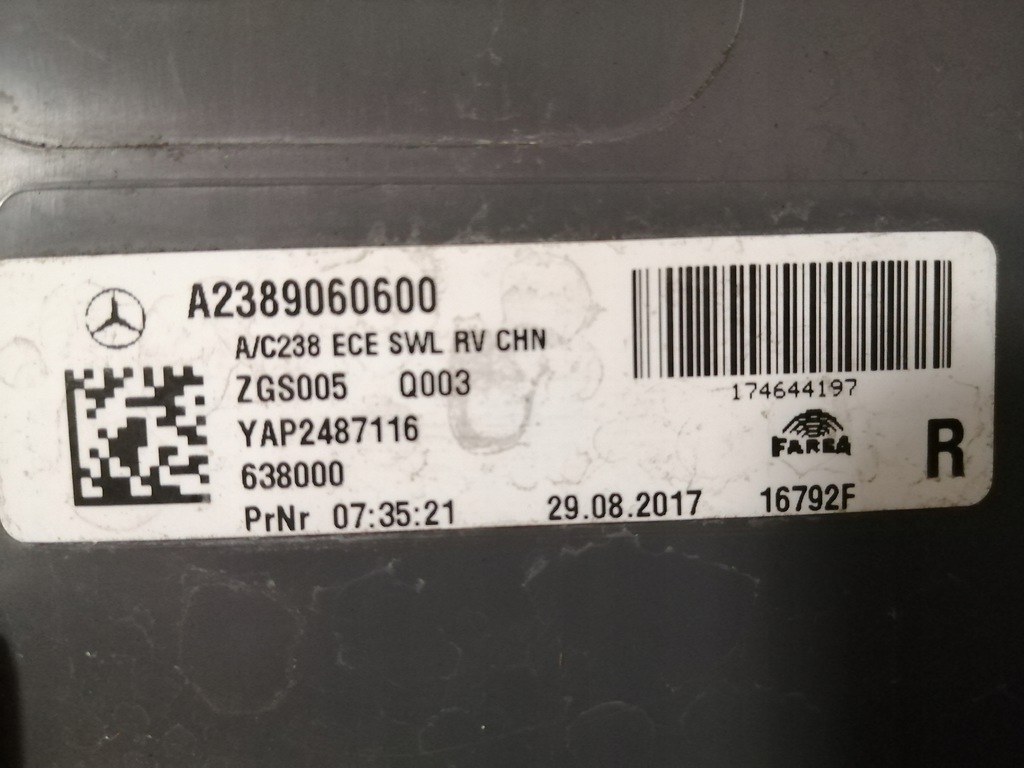 A2389060600
A/C238 ECE SWL RV CHN
ZGS005 Q003
YAP2487116
638000
PrNr 07:35:21 29.08.2017 16792F
174644197
FARBA
R